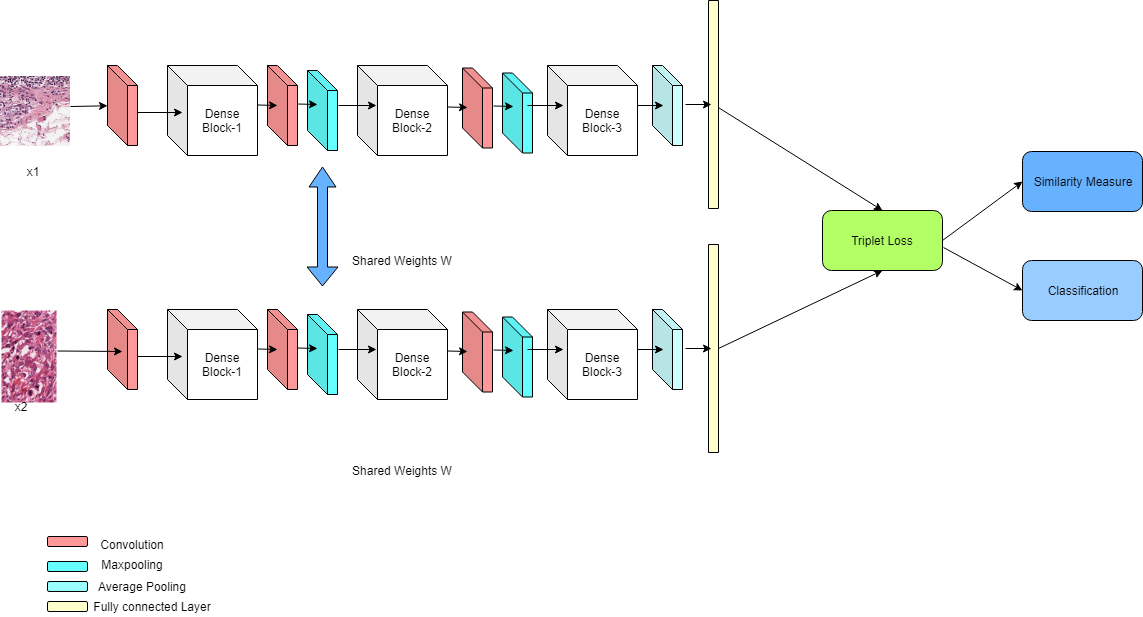 Dense
Block-1
Dense
Block-2
Dense
Block-3
x1
Similarity Measure
Triplet Loss
Shared Weights W
Classification
Dense
Block-1
Dense
Block-2
Dense
Block-3
x2
Shared Weights W
Convolution
Maxpooling
Average Pooling
Fully connected Layer